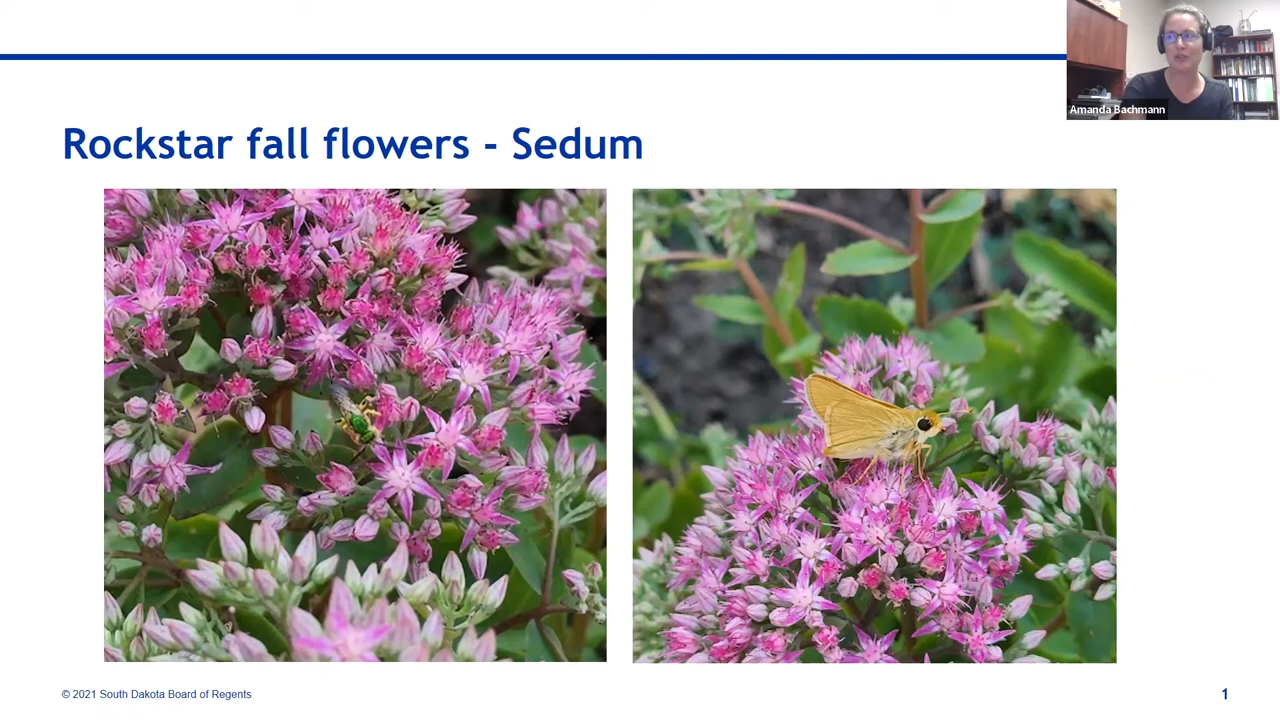 Amanda Bachmann
Rockstar fall flowers - Sedum
© 2021 South Dakota Board of Regents
1